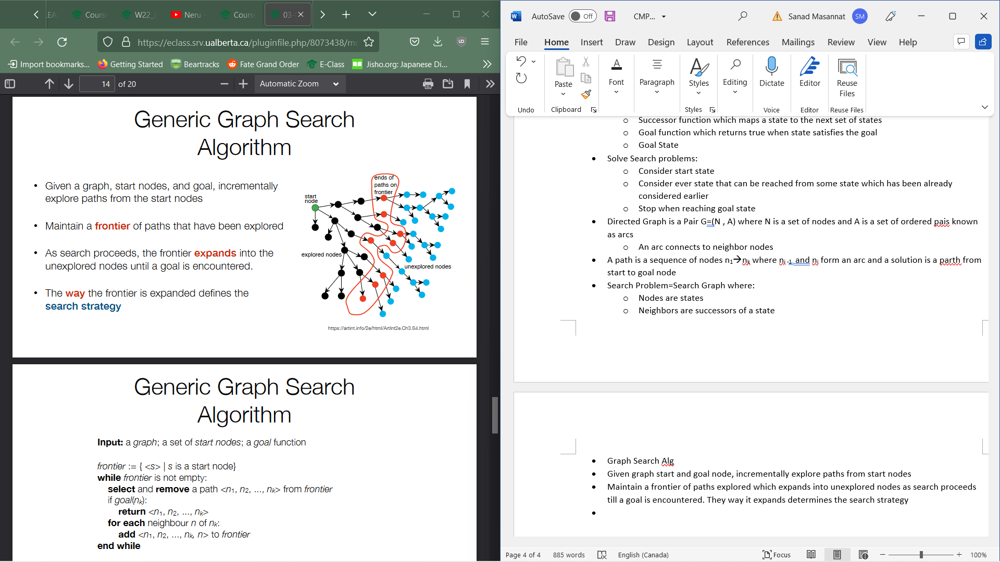 EA
Cours
W22_
Neru -
Course
03-
https://eclass.srv.ualberta.ca/pluginfile.php/8073438/mo
Import bookmarks...
Getting Started
Beartracks
Fate Grand Order
E-Class
Jisho.org: Japanese Di...
14 of 20
Automatic Zoom
Generic Graph Search
Algorithm
• Given a graph, start nodes, and goal, incrementally
explore paths from the start nodes
• Maintain a frontier of paths that have been explored
• As search proceeds, the frontier expands into the
unexplored nodes until a goal is encountered.
• The way the frontier is expanded defines the
search strategy
ends of
paths on
frontier
start
node
explored nodes
unexplored nodes
https://artint.info/2e/html/ArtInt2e.Ch3.S4.html
Generic Graph Search
Algorithm
Input: a graph; a set of start nodes; a goal function
frontier := { <s> | s is a start node}
while frontier is not empty:
select and remove a path <n1, n2, ..., nk> from frontier
if goal(nk):
return <n1, n2, ..., nk>
for each neighbour n of nk:
add <n1, n2, ..., nk, n> to frontier
end while
AutoSave Off
CMP...
Sanad Masannat
SM
File Home Insert Draw Design Layout References Mailings Review View Help
Paste
Font
Paragraph
Styles
Editing
Dictate
Editor
Reuse
Files
Undo
Clipboard
Styles
Voice
Editor
Reuse Files
o Successor function which maps a state to the next set of states
o Goal function which returns true when state satisfies the goal
o Goal State
• Solve Search problems:
o Consider start state
o Consider ever state that can be reached from some state which has been already
considered earlier
o Stop when reaching goal state
• Directed Graph is a Pair G=(N , A) where N is a set of nodes and A is a set of ordered pais known
as arcs
o An arc connects to neighbor nodes
• A path is a sequence of nodes n1→nk where ni -1 and ni form an arc and a solution is a parth from
start to goal node
• Search Problem=Search Graph where:
o Nodes are states
o Neighbors are successors of a state
• Graph Search Alg
• Given graph start and goal node, incrementally explore paths from start nodes
• Maintain a frontier of paths explored which expands into unexplored nodes as search proceeds
till a goal is encountered. They way it expands determines the search strategy
•
Page 4 of 4
885 words
English (Canada)
Focus
100%